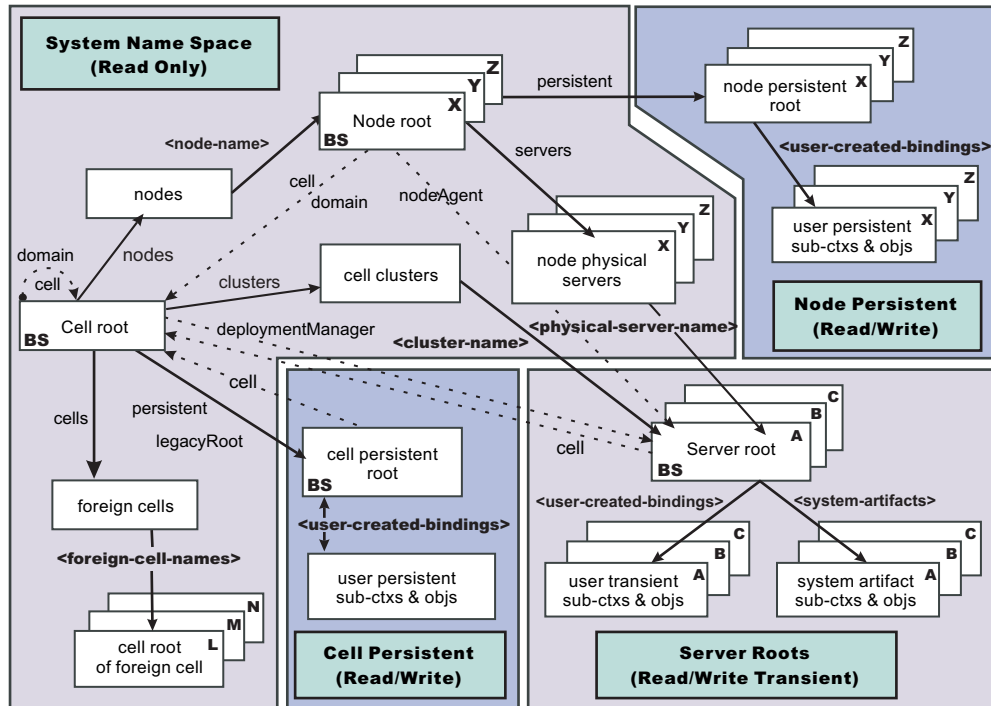 System Name Space
(Read Only)
Z
Y
X
Node root
BS
persistent
Z
Y
X
node persistent
root
<user-created-bindings>
Z
Y
X
user persistent
sub-ctxs & objs
Node Persistent
(Read/Write)
<node-name>
nodes
nodes
cell
domain
nodeAgent
servers
Z
Y
X
node physical
servers
domain
cell
Cell root
BS
clusters
cell clusters
deploymentManager
<physical-server-name>
<cluster-name>
cells
persistent
legacyRoot
cell
cell persistent
root
BS
cell
C
B
A
Server root
BS
foreign cells
<foreign-cell-names>
N
M
L
cell root
of foreign cell
<user-created-bindings>
user persistent
sub-ctxs & objs
Cell Persistent
(Read/Write)
<user-created-bindings>
<system-artifacts>
C
B
A
user transient
sub-ctxs & objs
C
B
A
system artifact
sub-ctxs & objs
Server Roots
(Read/Write Transient)